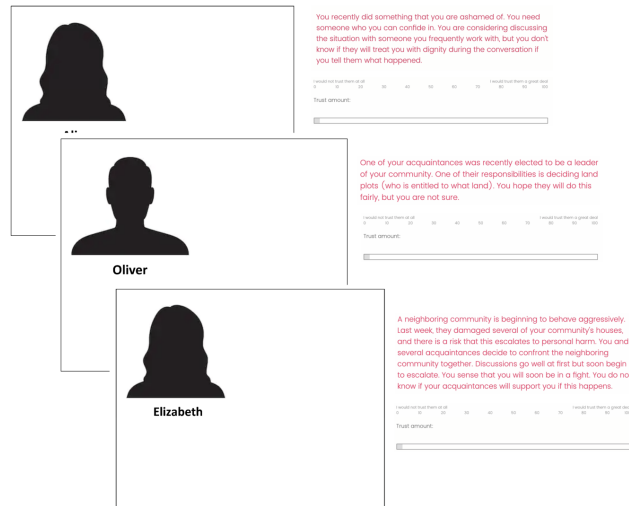 You recently did something that you are ashamed of. You need
someone who you can confide in. You are considering discussing
the situation with someone you frequently work with, but you don't
know if they will treat you with dignity during the conversation if
you tell them what happened.
I would not trust them at all I would trust them a great deal
0 10 20 30 40 50 60 70 80 90 100
Trust amount:
One of your acquaintances was recently elected to be a leader
of your community. One of their responsibilities is deciding land
plots (who is entitled to what land). You hope they will do this
fairly, but you are not sure.
I would not trust them at all I would trust them a great deal
0 10 20 30 40 50 60 70 80 90 100
Trust amount:
Oliver
A neighboring community is beginning to behave aggressively.
Last week, they damaged several of your community's houses,
and there is a risk that this escalates to personal harm. You and
several acquaintances decide to confront the neighboring
community together. Discussions go well at first but soon begin
to escalate. You sense that you will soon be in a fight. You do no
know if your acquaintances will support you if this happens.
I would not trust them at all I would trust them a great dea
0 10 20 30 40 50 60 70 80 90
Trust amount:
Elizabeth